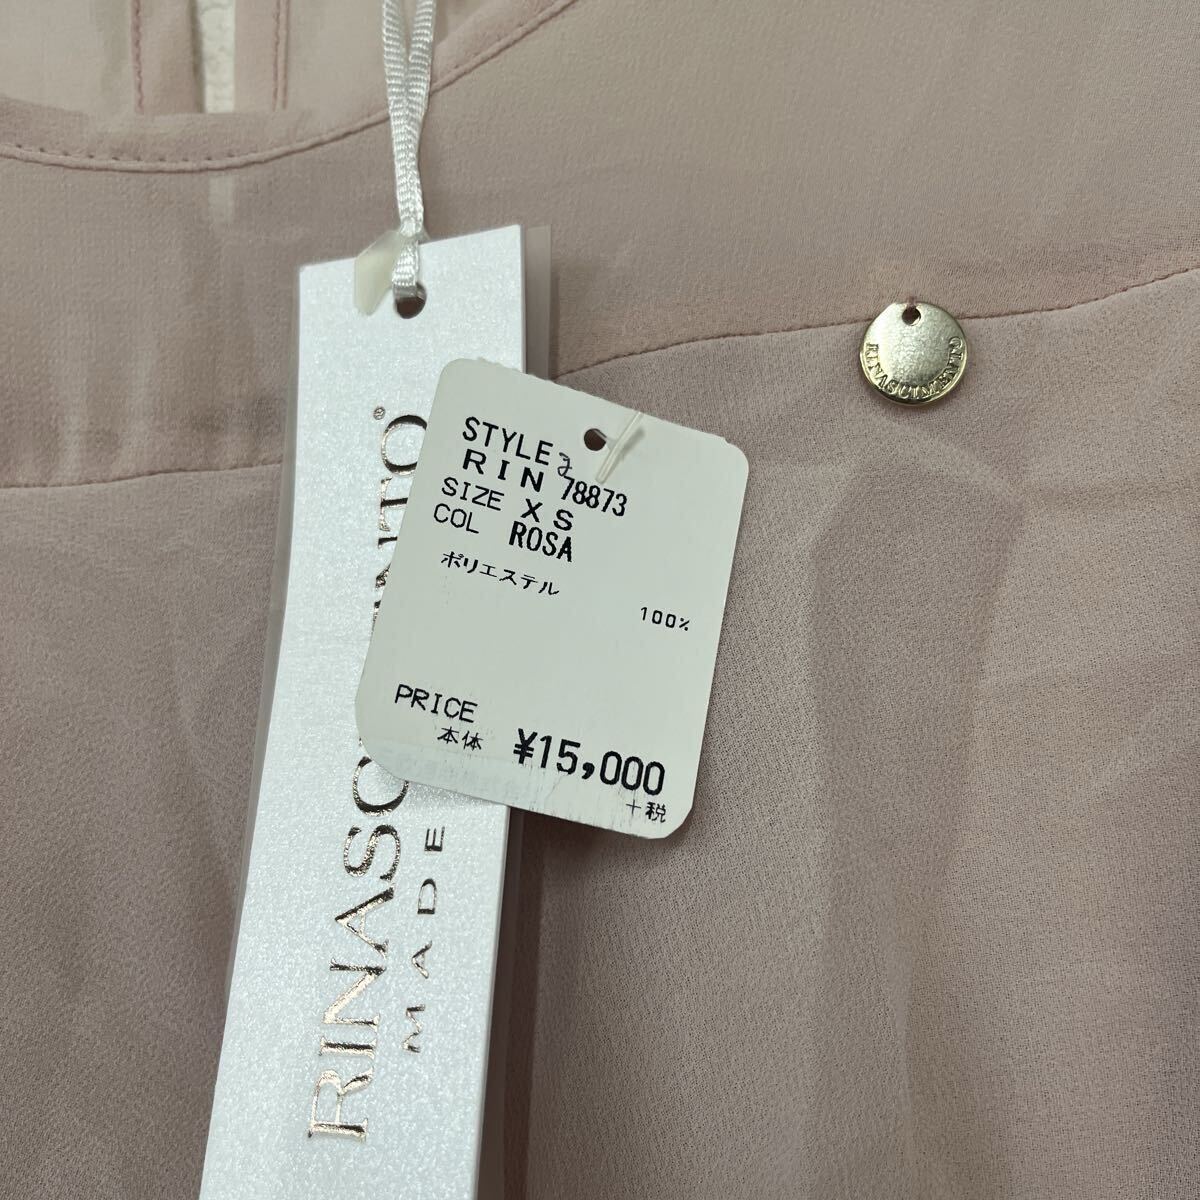 STYLE
RIN 78873
SIZE XS
COL ROSA
ポリエステル
100%
PRICE
本体 ¥15,000
+税
MADE
RINASCIMENTO